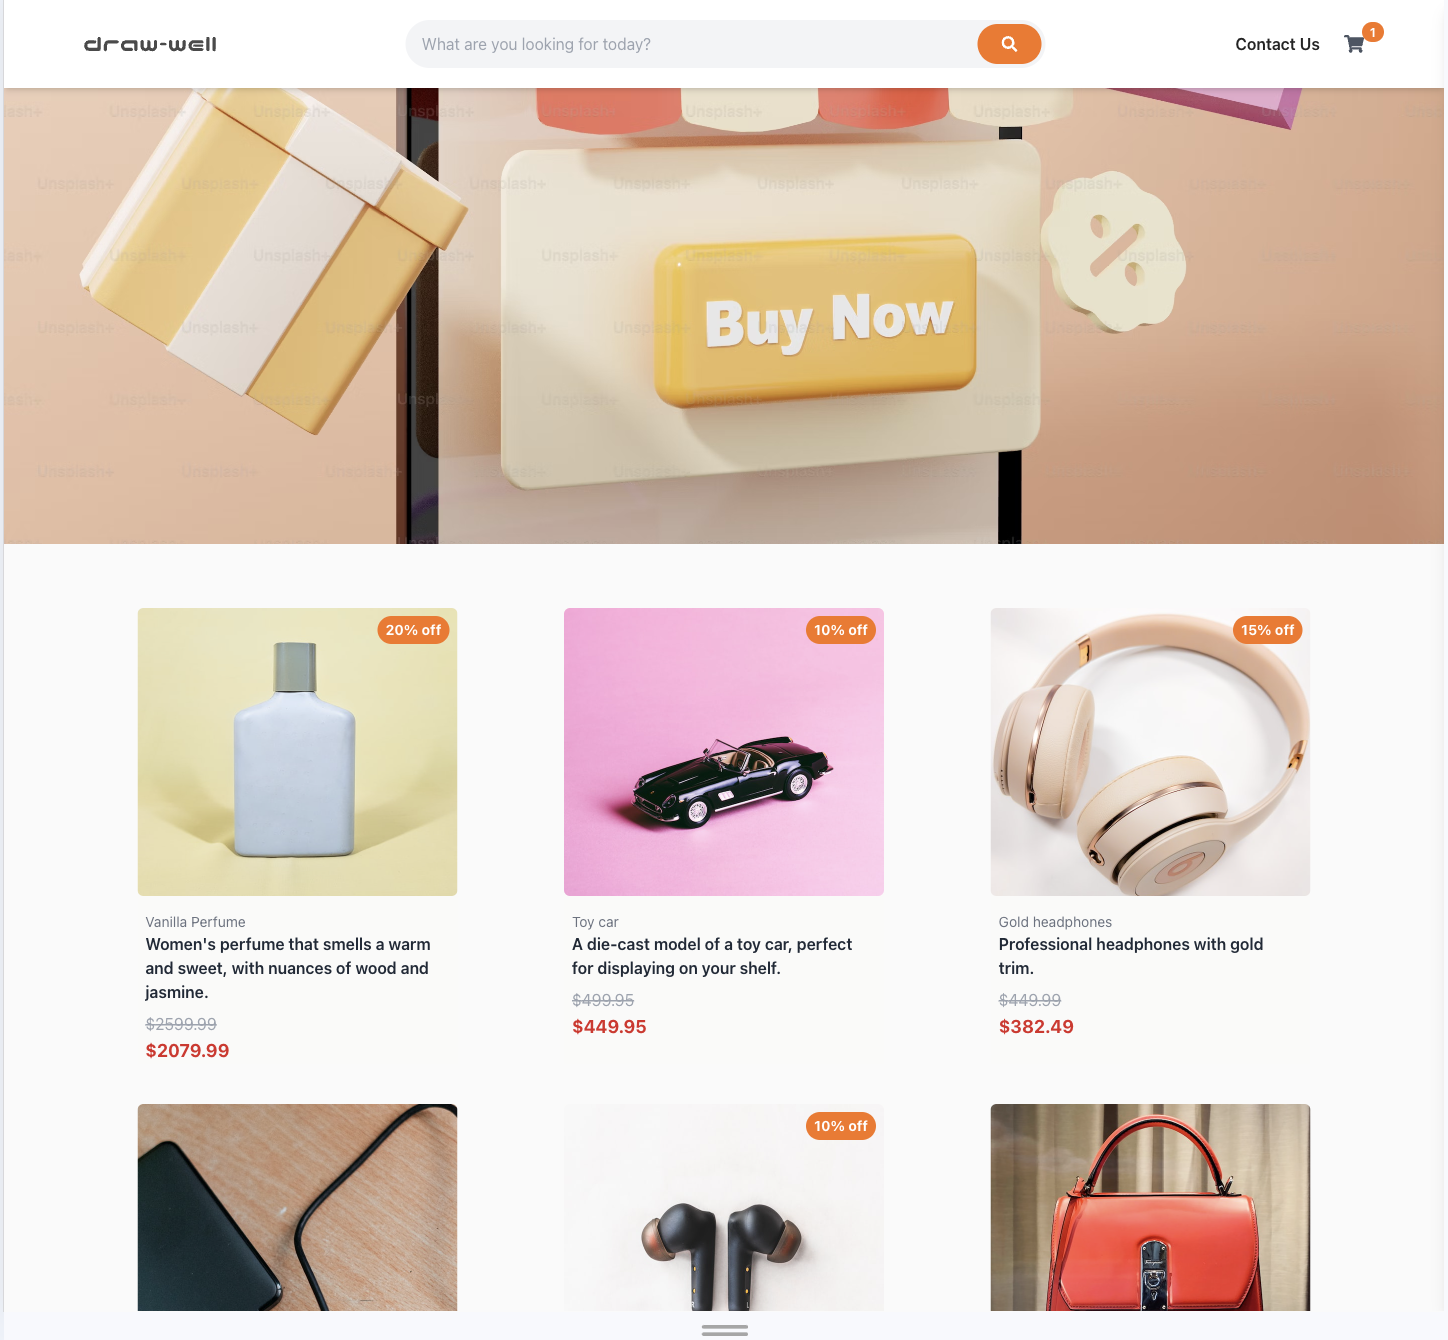 draw-well
What are you looking for today?
Contact Us
1
Buy Now
Unsplash+
20% off
10% off
15% off
Vanilla Perfume
Women's perfume that smells a warm
and sweet, with nuances of wood and
jasmine.
$2599.99
$2079.99
Toy car
A die-cast model of a toy car, perfect
for displaying on your shelf.
$499.95
$449.95
Gold headphones
Professional headphones with gold
trim.
$449.99
$382.49
10% off